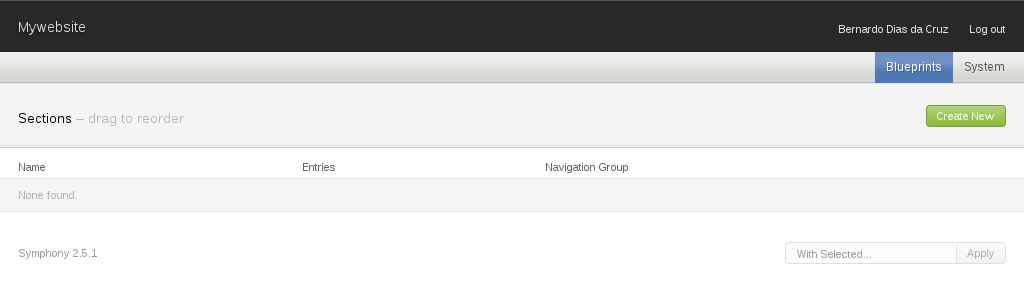 Mywebsite
Bernardo Dias da Cruz Log out
Blueprints System
Sections – drag to reorder
Create New
Name Entries Navigation Group
None found.
Symphony 2.5.1
With Selected... Apply